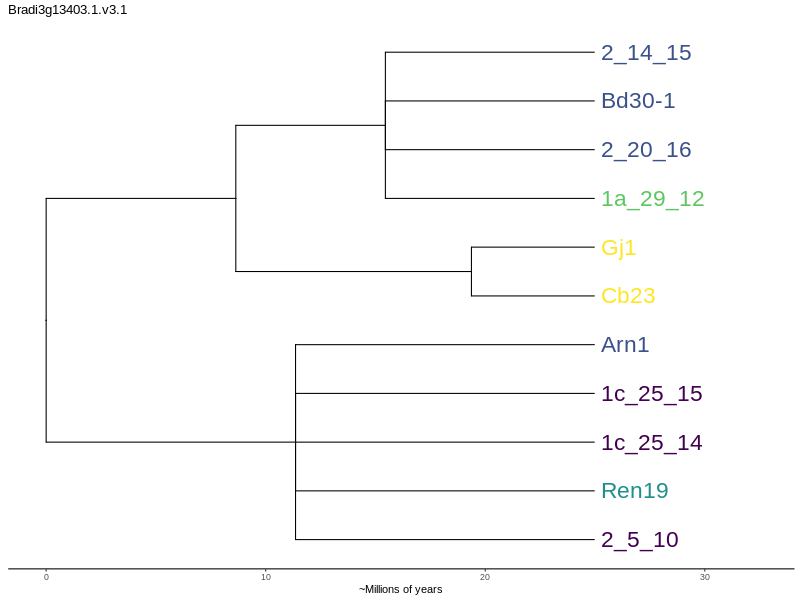 Bradi3g13403.1.v3.1
2_14_15
Bd30-1
2_20_16
1a_29_12
Gj1
Cb23
Arn1
1c_25_15
1c_25_14
Ren19
2_5_10
0 10 20 30
~Millions of years